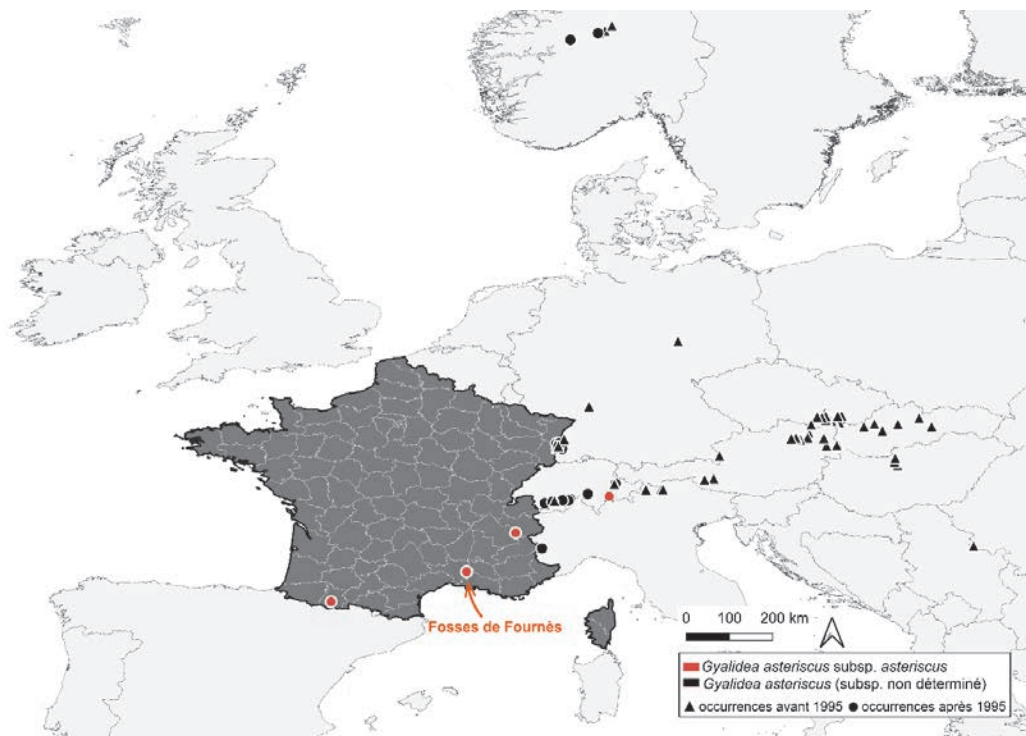 Fosses de Fournès
0 100 200 km
Gyalidea asteriscus subsp. asteriscus
Gyalidea asteriscus (subsp. non déterminé)
occurrences avant 1995 occurrences après 1995